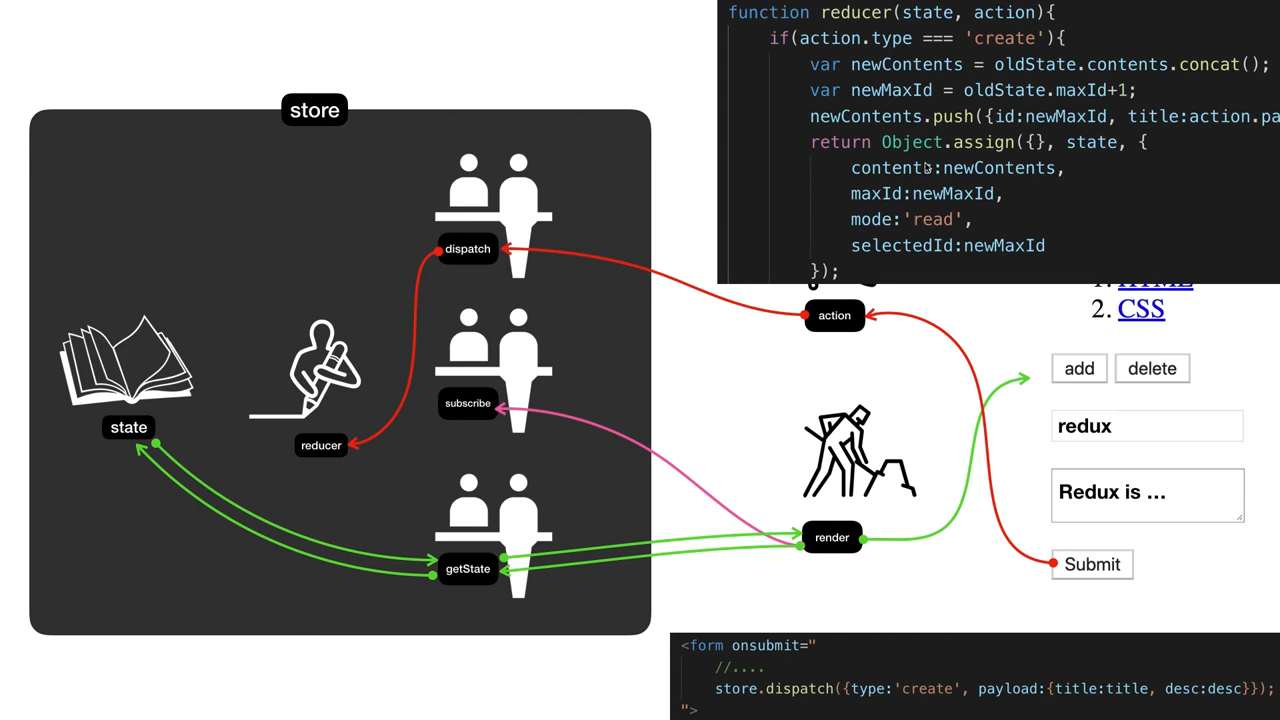 function reducer(state, action){
if(action.type === 'create'){
var newContents = oldState.contents.concat();
var newMaxId = oldState.maxId+1;
newContents.push({id:newMaxId, title:action.pa
return Object.assign({}, state, {
contents:newContents,
maxId:newMaxId,
mode:'read',
selectedId:newMaxId
});
store
dispatch
subscribe
state
reducer
getState
action
render
1. HTML
2. CSS
add delete
redux
Redux is ...
Submit
<form onsubmit="
//....
store.dispatch({type:'create', payload:{title:title, desc:desc}});
">